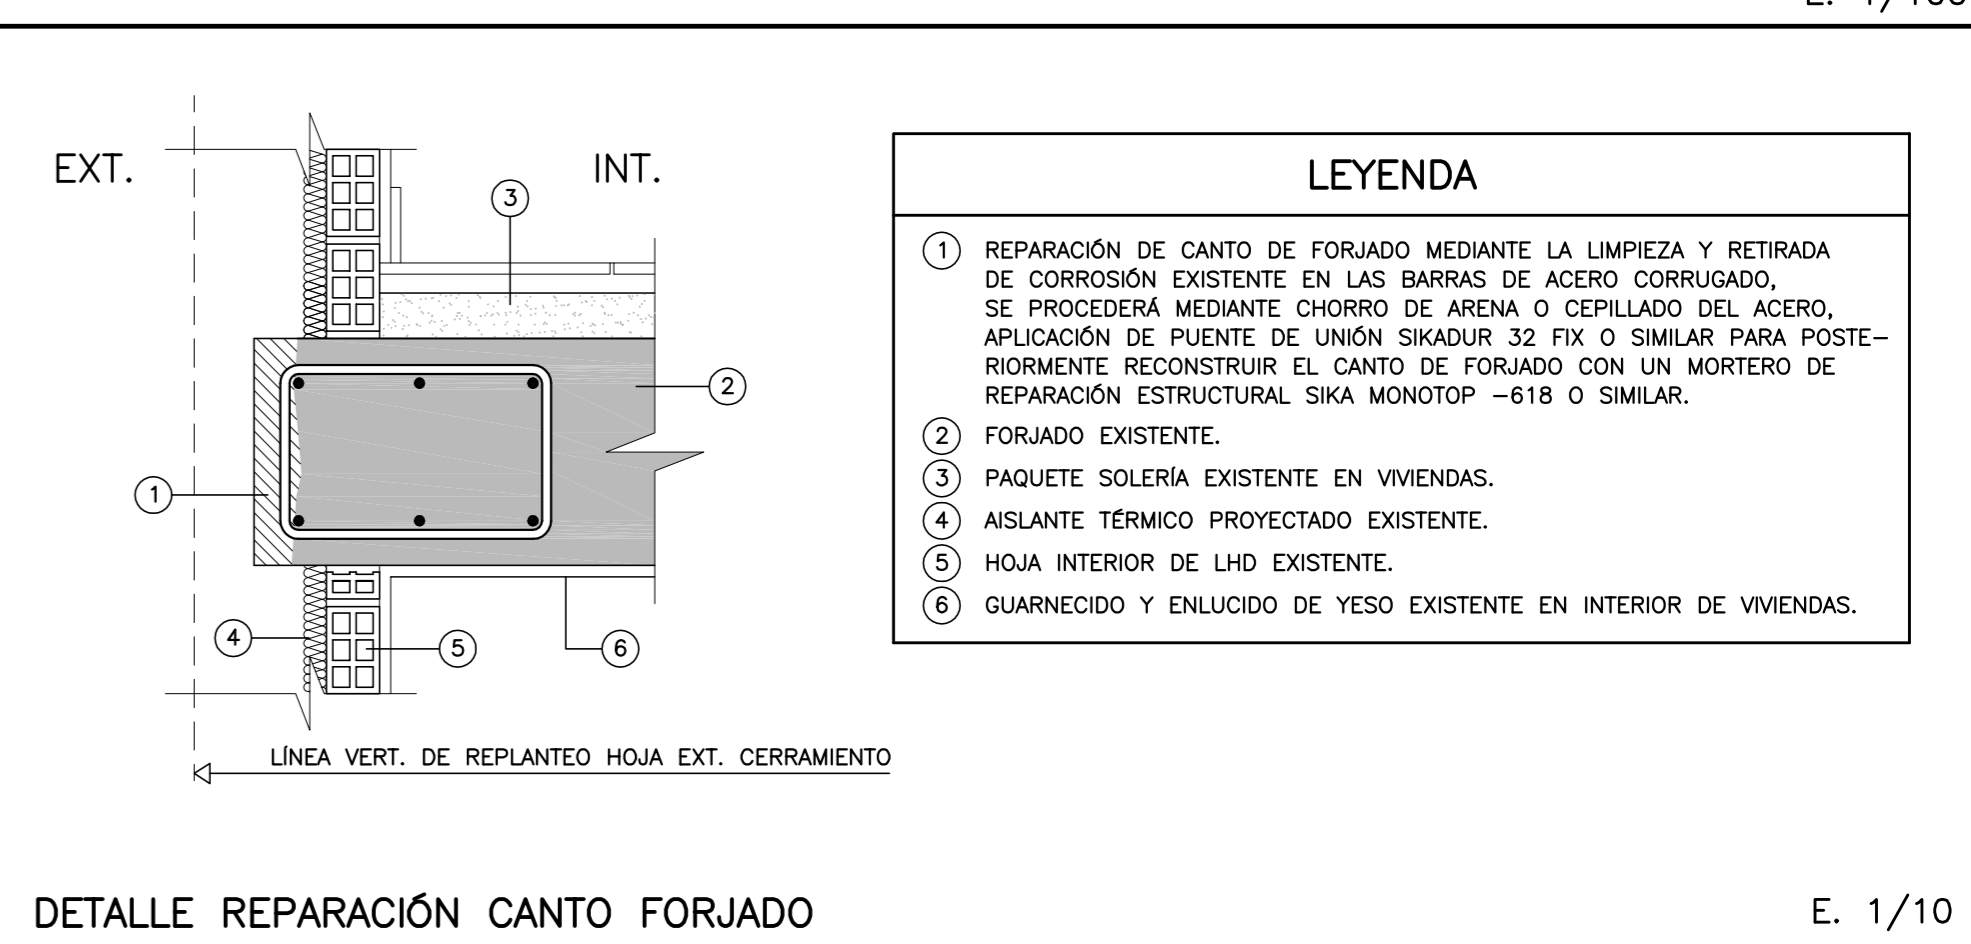 EXT.
INT.
3
2
1
4
5
6
LÍNEA VERT. DE REPLANTEO HOJA EXT. CERRAMIENTO
LEYENDA
1 REPARACIÓN DE CANTO DE FORJADO MEDIANTE LA LIMPIEZA Y RETIRADA
DE CORROSIÓN EXISTENTE EN LAS BARRAS DE ACERO CORRUGADO,
SE PROCEDERÁ MEDIANTE CHORRO DE ARENA O CEPILLADO DEL ACERO,
APLICACIÓN DE PUENTE DE UNIÓN SIKADUR 32 FIX O SIMILAR PARA POSTE-
RIORMENTE RECONSTRUIR EL CANTO DE FORJADO CON UN MORTERO DE
REPARACIÓN ESTRUCTURAL SIKA MONOTOP -618 O SIMILAR.
2 FORJADO EXISTENTE.
3 PAQUETE SOLERÍA EXISTENTE EN VIVIENDAS.
4 AISLANTE TÉRMICO PROYECTADO EXISTENTE.
5 HOJA INTERIOR DE LHD EXISTENTE.
6 GUARNECIDO Y ENLUCIDO DE YESO EXISTENTE EN INTERIOR DE VIVIENDAS.
DETALLE REPARACIÓN CANTO FORJADO
E. 1/10